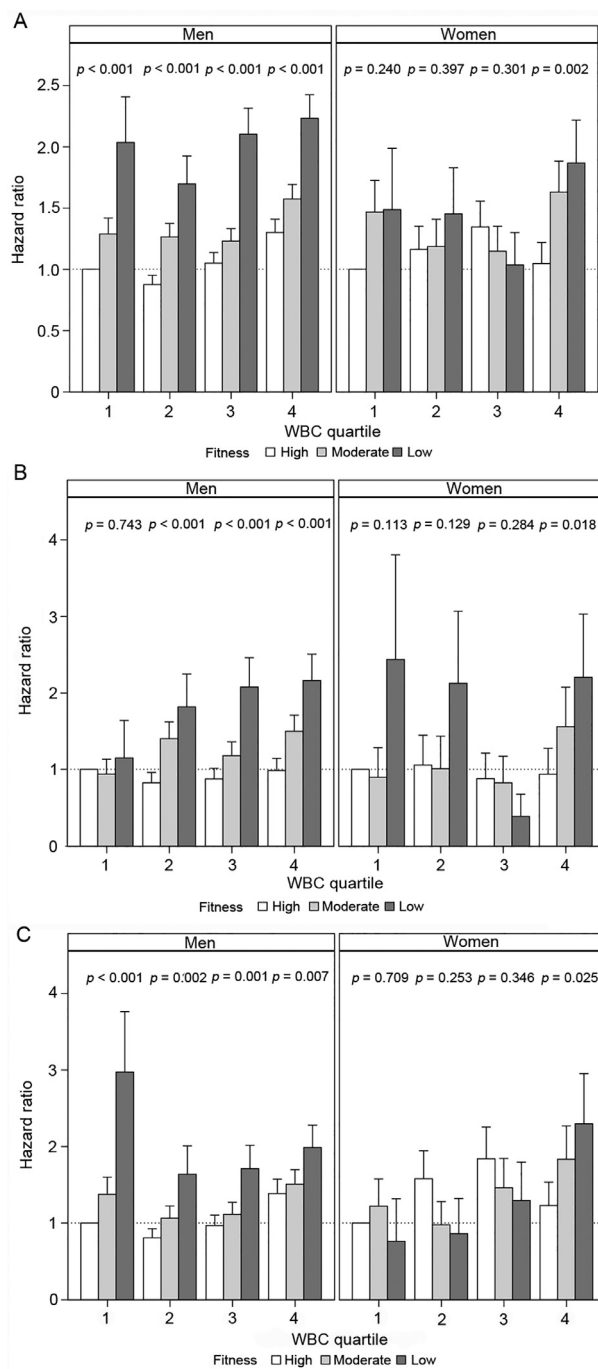 A
Men Women
p < 0.001 p < 0.001 p < 0.001 p < 0.001 p = 0.240 p = 0.397 p = 0.301 p = 0.002
2.5
2.0
1.5
1.0
0.5
0
Hazard ratio
1 2 3 4 1 2 3 4
WBC quartile
Fitness High Moderate Low
B
Men Women
p = 0.743 p < 0.001 p < 0.001 p < 0.001 p = 0.113 p = 0.129 p = 0.284 p = 0.018
4
3
2
1
0
Hazard ratio
1 2 3 4 1 2 3 4
WBC quartile
Fitness High Moderate Low
C
Men Women
p < 0.001 p = 0.002 p = 0.001 p = 0.007 p = 0.709 p = 0.253 p = 0.346 p = 0.025
4
3
2
1
0
Hazard ratio
1 2 3 4 1 2 3 4
WBC quartile
Fitness High Moderate Low